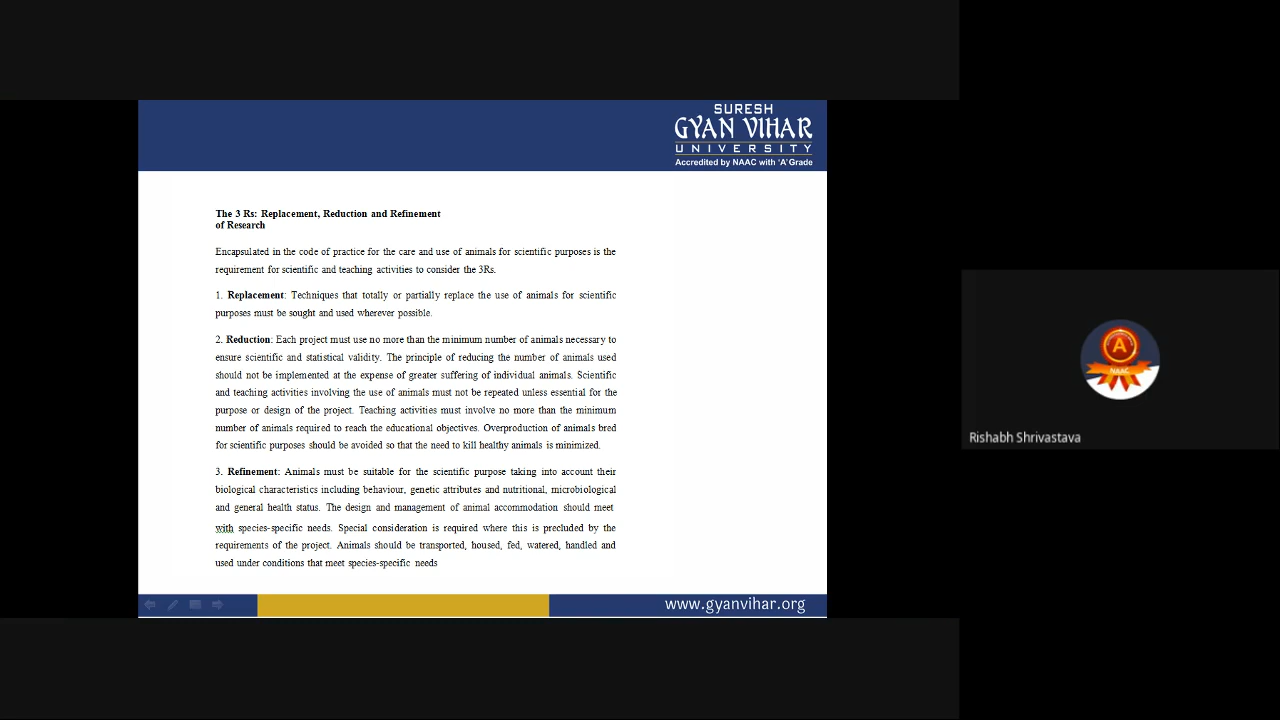 SURESH
GYAN VIHAR
UNIVERSITY
Accredited by NAAC with 'A' Grade
The 3 Rs: Replacement, Reduction and Refinement
of Research
Encapsulated in the code of practice for the care and use of animals for scientific purposes is the
requirement for scientific and teaching activities to consider the 3Rs.
1. Replacement: Techniques that totally or partially replace the use of animals for scientific
purposes must be sought and used wherever possible.
2. Reduction: Each project must use no more than the minimum number of animals necessary to
ensure scientific and statistical validity. The principle of reducing the number of animals used
should not be implemented at the expense of greater suffering of individual animals. Scientific
and teaching activities involving the use of animals must not be repeated unless essential for the
purpose or design of the project. Teaching activities must involve no more than the minimum
number of animals required to reach the educational objectives. Overproduction of animals bred
for scientific purposes should be avoided so that the need to kill healthy animals is minimized.
3. Refinement: Animals must be suitable for the scientific purpose taking into account their
biological characteristics including behaviour, genetic attributes and nutritional, microbiological
and general health status. The design and management of animal accommodation should meet
with species-specific needs. Special consideration is required where this is precluded by the
requirements of the project. Animals should be transported, housed, fed, watered, handled and
used under conditions that meet species-specific needs
www.gyanvihar.org
A
NAAC
Rishabh Shrivastava